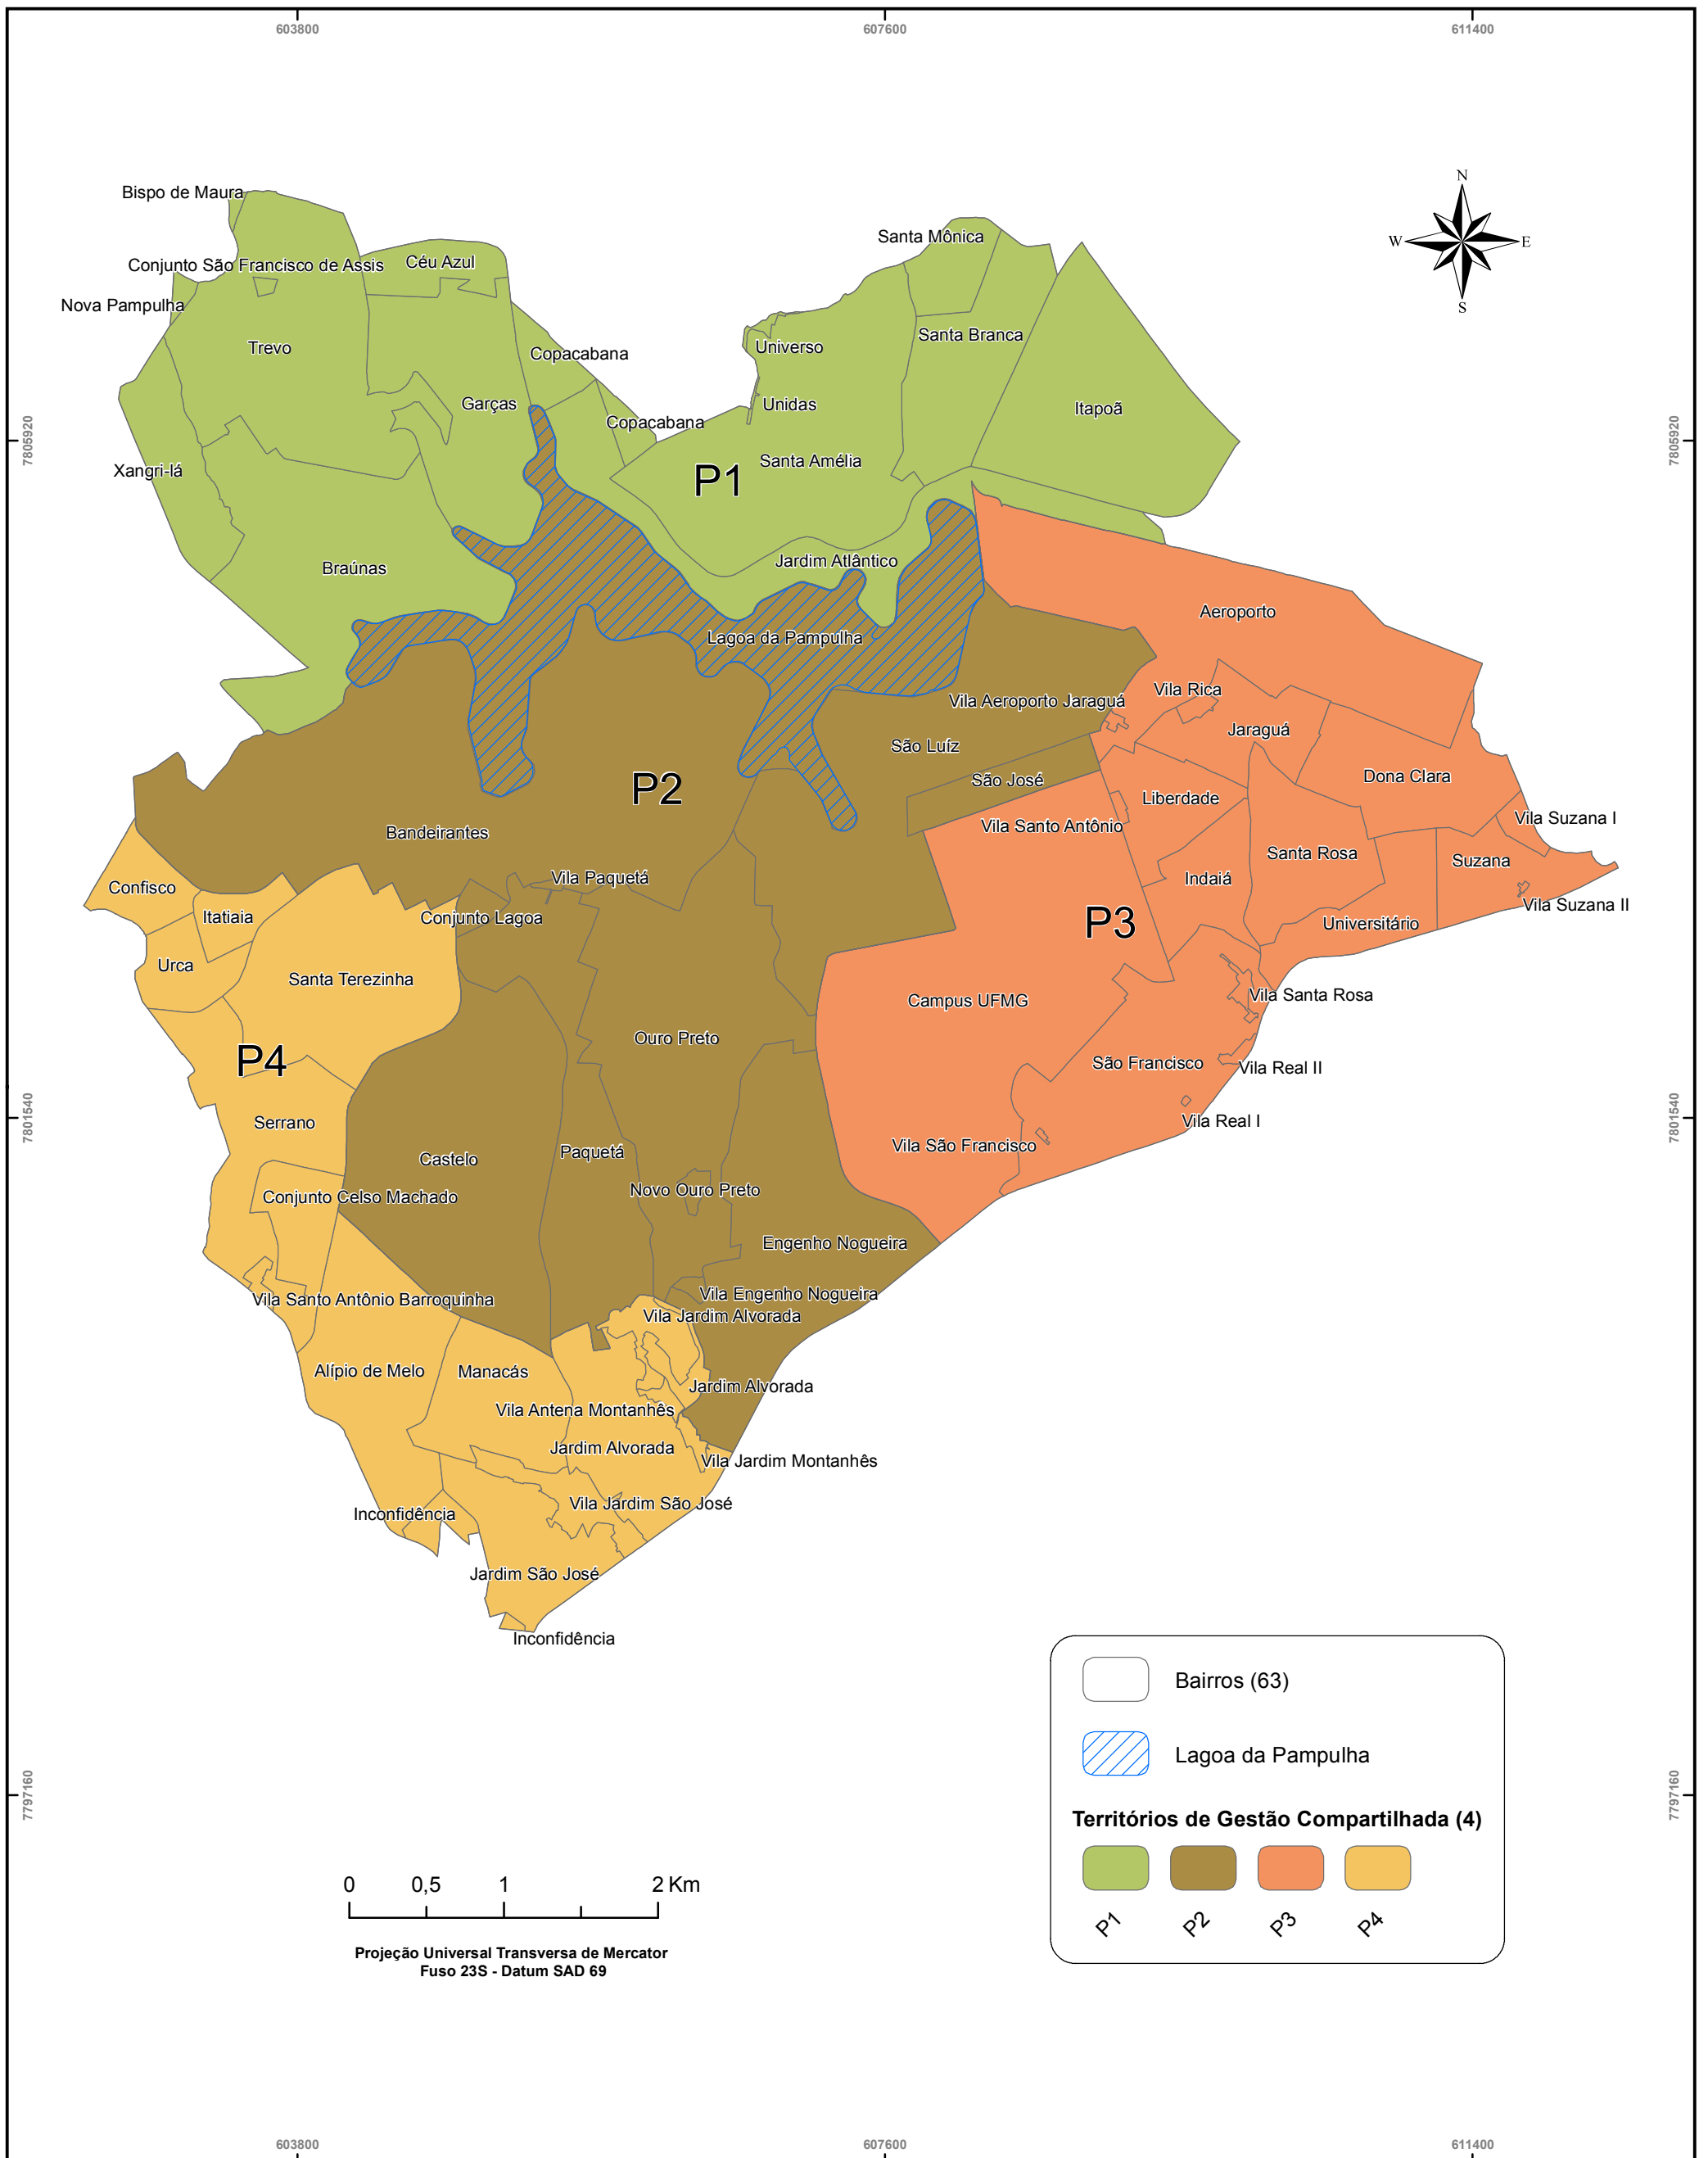 603800
607600
611400
N
W
E
S
Bispo de Maura
Santa Mônica
Conjunto São Francisco de Assis
Céu Azul
Nova Pampulha
Santa Branca
Trevo
Universo
Copacabana
Garças
Unidas
Itapoã
Copacabana
7805920
7805920
Santa Amélia
Xangri-lá
P1
Jardim Atlântico
Braúnas
Aeroporto
Lagoa da Pampulha
Vila Rica
Vila Aeroporto Jaraguá
Jaraguá
São Luíz
Dona Clara
São José
P2
Liberdade
Vila Suzana I
Vila Santo Antônio
Bandeirantes
Santa Rosa
Suzana
Vila Paquetá
Indaiá
Confisco
Vila Suzana II
Itatiaia
Conjunto Lagoa
P3
Universitário
Urca
Santa Terezinha
Vila Santa Rosa
Campus UFMG
Ouro Preto
P4
São Francisco
Vila Real II
7801540
7801540
Serrano
Vila Real I
Vila São Francisco
Paquetá
Castelo
Novo Ouro Preto
Conjunto Celso Machado
Engenho Nogueira
Vila Engenho Nogueira
Vila Santo Antônio Barroquinha
Vila Jardim Alvorada
Alípio de Melo
Manacás
Jardim Alvorada
Vila Antena Montanhês
Jardim Alvorada
Vila Jardim Montanhês
Vila Jardim São José
Inconfidência
Jardim São José
Inconfidência
Bairros (63)
Lagoa da Pampulha
7797160
7797160
Territórios de Gestão Compartilhada (4)
P1
P2
P3
P4
0
0,5
1
2 Km
Projeção Universal Transversa de Mercator
Fuso 23S - Datum SAD 69
603800
607600
611400